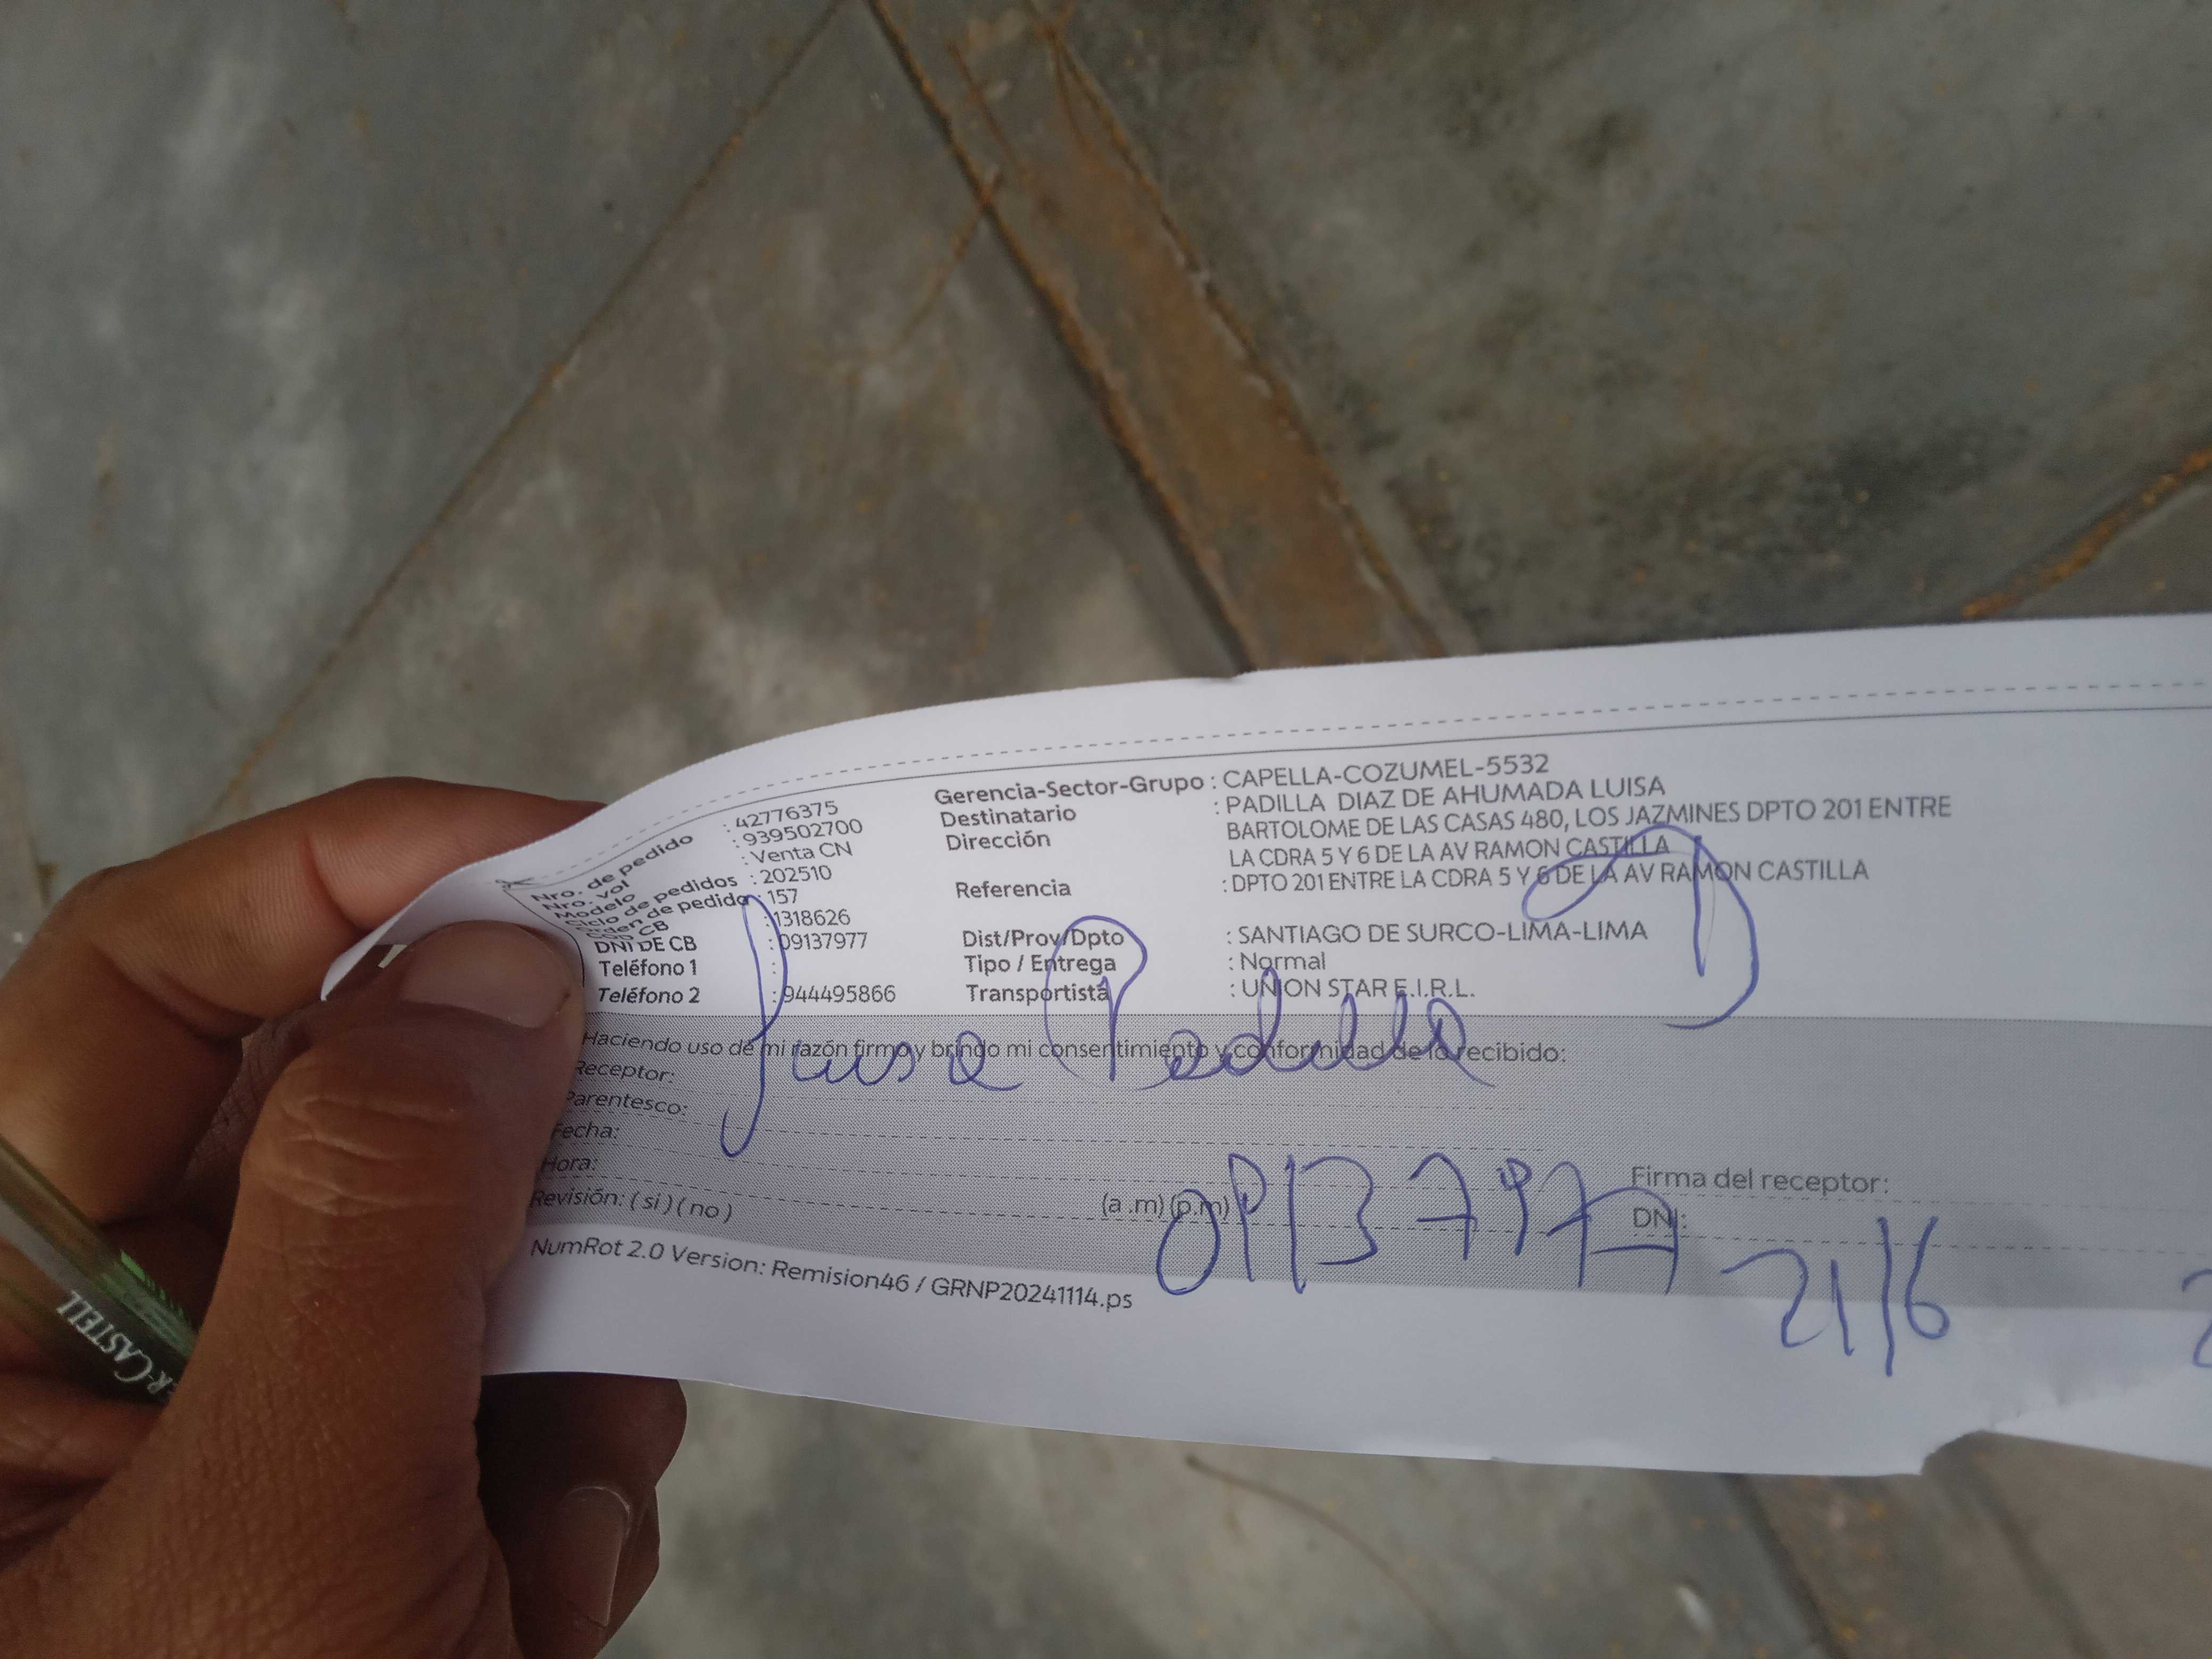 Nro. de pedido : 42776375
Nro. vol : 939502700
Modelo : Venta CN
Ciclo de pedidos : 202510
Orden de pedido : 157
Cod. CB : 1318626
DNI DE CB : 09137977
Teléfono 1 :
Teléfono 2 : 944495866
Gerencia-Sector-Grupo : CAPELLA-COZUMEL-5532
Destinatario : PADILLA DIAZ DE AHUMADA LUISA
Dirección BARTOLOME DE LAS CASAS 480, LOS JAZMINES DPTO 201 ENTRE
LA CDRA 5 Y 6 DE LA AV RAMON CASTILLA
Referencia : DPTO 201 ENTRE LA CDRA 5 Y 6 DE LA AV RAMON CASTILLA
Dist/Prov/Dpto : SANTIAGO DE SURCO-LIMA-LIMA
Tipo / Entrega : Normal
Transportista : UNION STAR E.I.R.L.
Haciendo uso de mi razón firmo y brindo mi consentimiento y conformidad de lo recibido:
Receptor: Luisa Padilla
Parentesco:
Fecha:
Hora: (a .m) (p.m)
Revisión: ( si ) ( no )
Firma del receptor:
DNI:
09137977
21/6
NumRot 2.0 Version: Remision46 / GRNP20241114.ps
ER-CASTELL